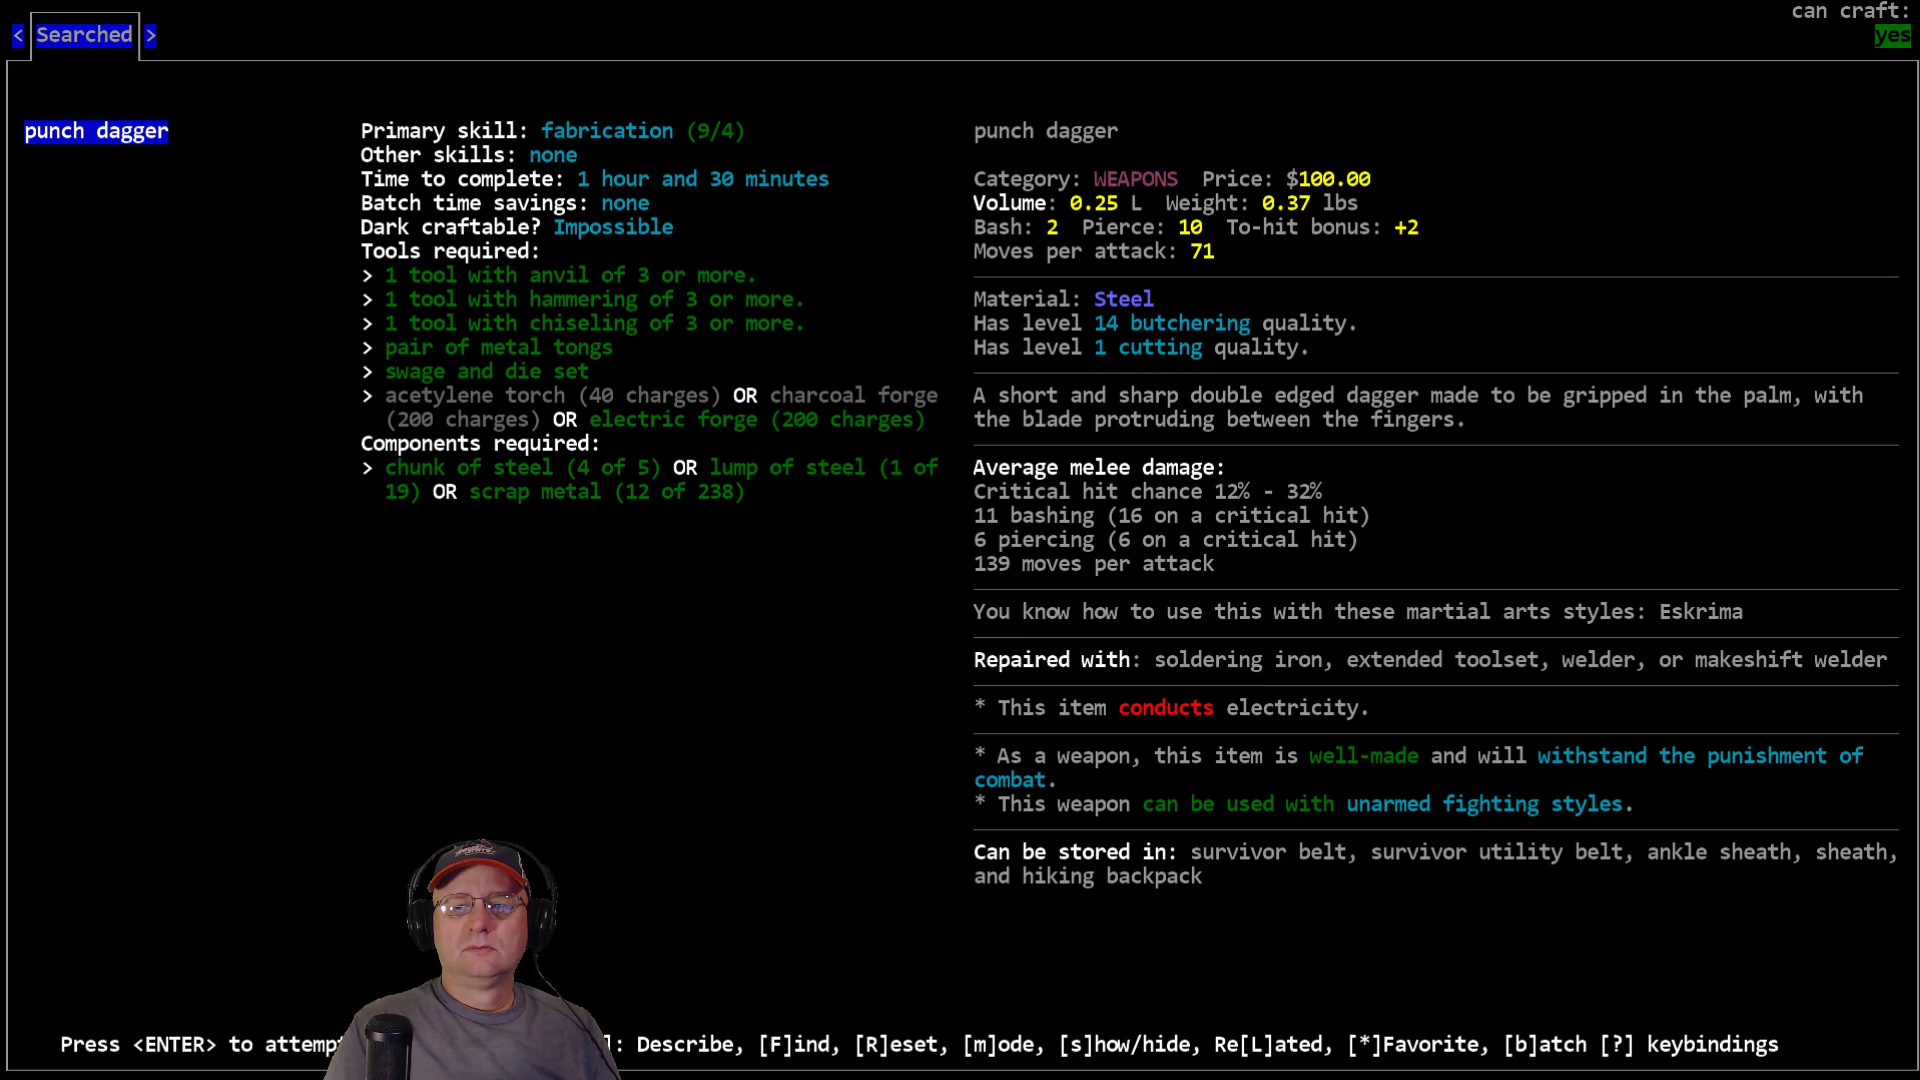 can craft:
< Searched >
yes
punch dagger
Primary skill: fabrication (9/4)
Other skills: none
Time to complete: 1 hour and 30 minutes
Batch time savings: none
Dark craftable? Impossible
Tools required:
> 1 tool with anvil of 3 or more.
> 1 tool with hammering of 3 or more.
> 1 tool with chiseling of 3 or more.
> pair of metal tongs
> swage and die set
> acetylene torch (40 charges) OR charcoal forge
(200 charges) OR electric forge (200 charges)
Components required:
> chunk of steel (4 of 5) OR lump of steel (1 of
19) OR scrap metal (12 of 238)
punch dagger
Category: WEAPONS Price: $100.00
Volume: 0.25 L Weight: 0.37 lbs
Bash: 2 Pierce: 10 To-hit bonus: +2
Moves per attack: 71
Material: Steel
Has level 14 butchering quality.
Has level 1 cutting quality.
A short and sharp double edged dagger made to be gripped in the palm, with
the blade protruding between the fingers.
Average melee damage:
Critical hit chance 12% - 32%
11 bashing (16 on a critical hit)
6 piercing (6 on a critical hit)
139 moves per attack
You know how to use this with these martial arts styles: Eskrima
Repaired with: soldering iron, extended toolset, welder, or makeshift welder
* This item conducts electricity.
* As a weapon, this item is well-made and will withstand the punishment of
combat.
* This weapon can be used with unarmed fighting styles.
Can be stored in: survivor belt, survivor utility belt, ankle sheath, sheath,
and hiking backpack
Press <ENTER> to attemp ]: Describe, [F]ind, [R]eset, [m]ode, [s]how/hide, Re[L]ated, [*]Favorite, [b]atch [?] keybindings